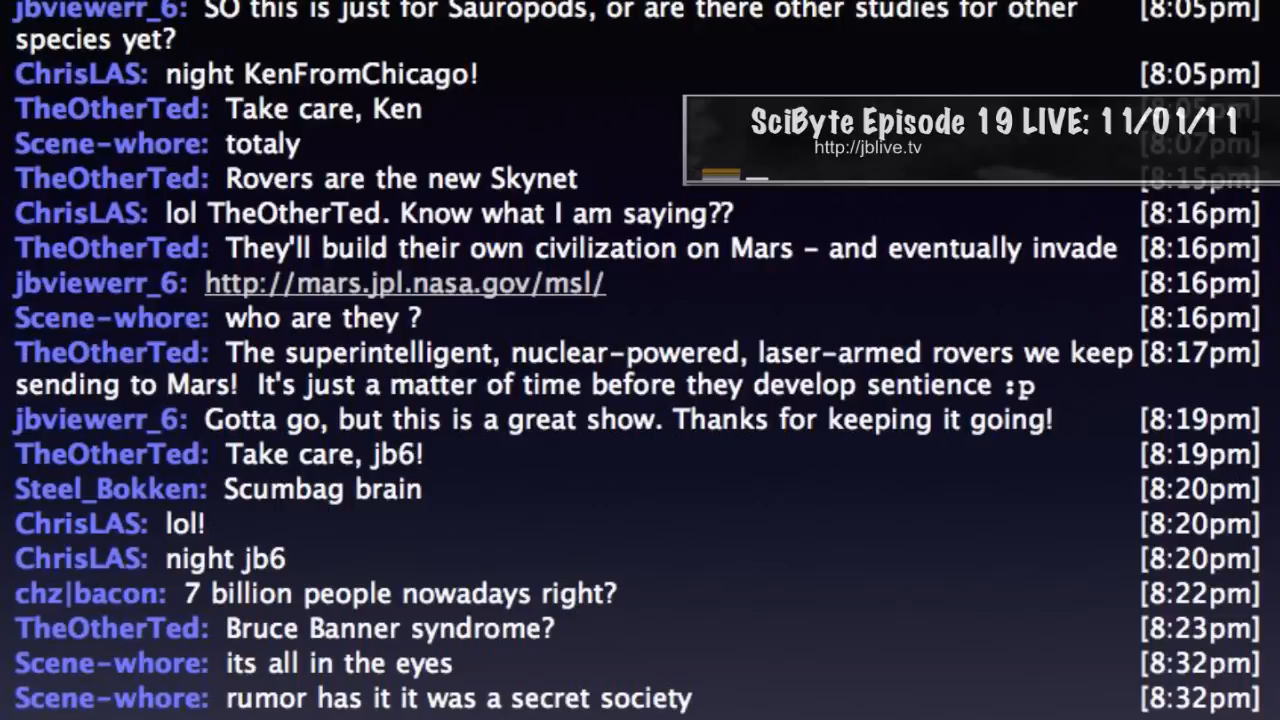 jbviewerr_6: SO this is just for Sauropods, or are there other studies for other [8:05pm]
species yet?
ChrisLAS: night KenFromChicago! [8:05pm]
TheOtherTed: Take care, Ken [8:05pm]
SciByte Episode 19 LIVE: 11/01/11
http://jblive.tv
Scene-whore: totaly [8:07pm]
TheOtherTed: Rovers are the new Skynet [8:15pm]
ChrisLAS: lol TheOtherTed. Know what I am saying?? [8:16pm]
TheOtherTed: They'll build their own civilization on Mars - and eventually invade [8:16pm]
jbviewerr_6: http://mars.jpl.nasa.gov/msl/ [8:16pm]
Scene-whore: who are they ? [8:16pm]
TheOtherTed: The superintelligent, nuclear-powered, laser-armed rovers we keep [8:17pm]
sending to Mars!  It's just a matter of time before they develop sentience :p
jbviewerr_6: Gotta go, but this is a great show. Thanks for keeping it going! [8:19pm]
TheOtherTed: Take care, jb6! [8:19pm]
Steel_Bokken: Scumbag brain [8:20pm]
ChrisLAS: lol! [8:20pm]
ChrisLAS: night jb6 [8:20pm]
chz|bacon: 7 billion people nowadays right? [8:22pm]
TheOtherTed: Bruce Banner syndrome? [8:23pm]
Scene-whore: its all in the eyes [8:32pm]
Scene-whore: rumor has it it was a secret society [8:32pm]